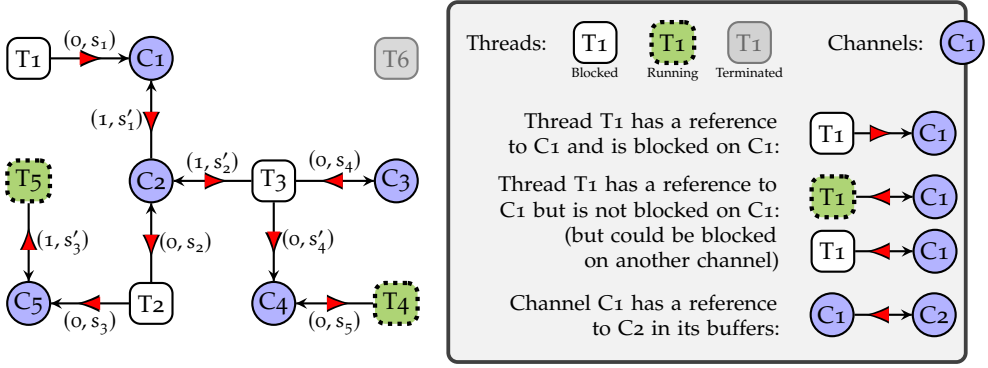 T1
(0, s₁)
C1
T6
(1, s′₁)
T5
C2
(1, s′₂)
T3
(0, s₄)
C3
(1, s′₃)
(0, s₂)
(0, s′₄)
C5
(0, s₃)
T2
C4
(0, s₅)
T4
Threads:
T1
T1
T1
Blocked
Running
Terminated
Channels:
C1
Thread T1 has a reference
to C1 and is blocked on C1:
T1
C1
Thread T1 has a reference to
C1 but is not blocked on C1:
(but could be blocked
on another channel)
T1
C1
T1
C1
Channel C1 has a reference
to C2 in its buffers:
C1
C2